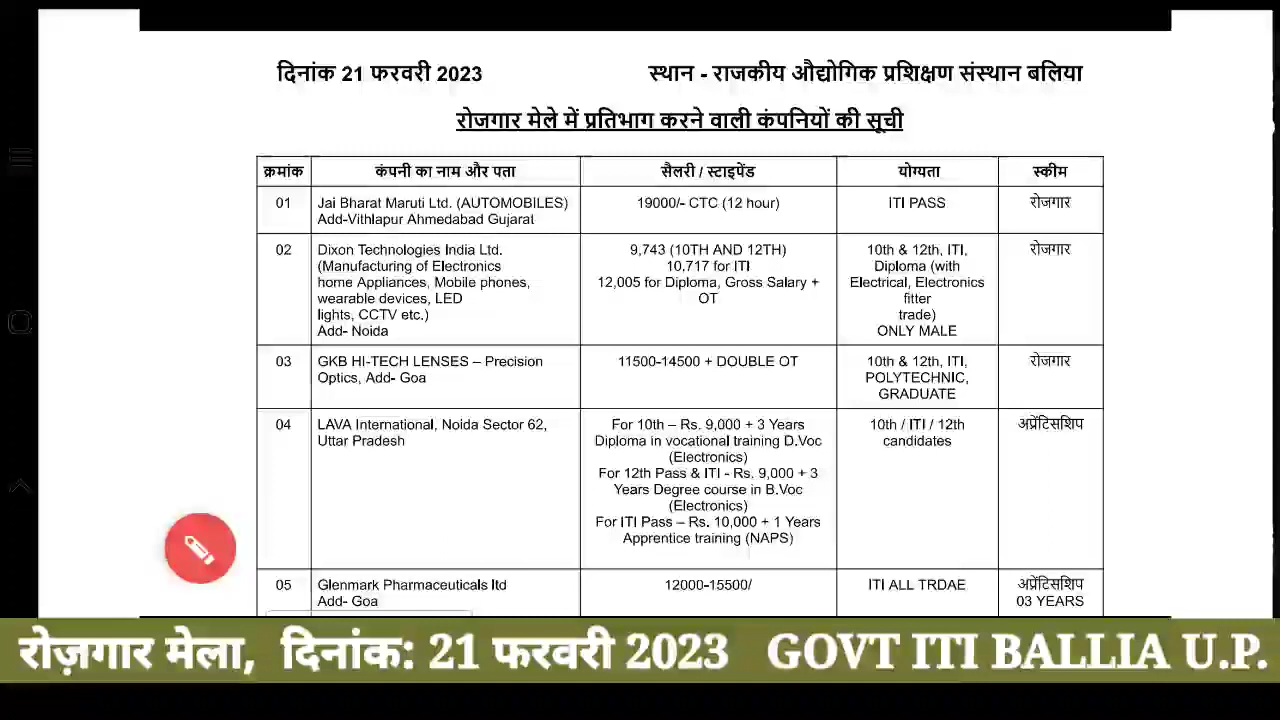 दिनांक 21 फरवरी 2023 स्थान - राजकीय औद्योगिक प्रशिक्षण संस्थान बलिया
रोजगार मेले में प्रतिभाग करने वाली कंपनियों की सूची
क्रमांक कंपनी का नाम और पता सैलरी / स्टाइपेंड योग्यता स्कीम
01 Jai Bharat Maruti Ltd. (AUTOMOBILES) 19000/- CTC (12 hour) ITI PASS रोजगार
Add-Vithlapur Ahmedabad Gujarat
02 Dixon Technologies India Ltd. 9,743 (10TH AND 12TH) 10th & 12th, ITI, रोजगार
(Manufacturing of Electronics 10,717 for ITI Diploma (with
home Appliances, Mobile phones, 12,005 for Diploma, Gross Salary + Electrical, Electronics
wearable devices, LED OT fitter
lights, CCTV etc.) trade)
Add- Noida ONLY MALE
03 GKB HI-TECH LENSES – Precision 11500-14500 + DOUBLE OT 10th & 12th, ITI, रोजगार
Optics, Add- Goa POLYTECHNIC,
GRADUATE
04 LAVA International, Noida Sector 62, For 10th – Rs. 9,000 + 3 Years 10th / ITI / 12th अप्रेंटिसशिप
Uttar Pradesh Diploma in vocational training D.Voc candidates
(Electronics)
For 12th Pass & ITI - Rs. 9,000 + 3
Years Degree course in B.Voc
(Electronics)
For ITI Pass – Rs. 10,000 + 1 Years
Apprentice training (NAPS)
05 Glenmark Pharmaceuticals ltd 12000-15500/ ITI ALL TRDAE अप्रेंटिसशिप
Add- Goa 03 YEARS
रोज़गार मेला, दिनांक: 21 फरवरी 2023 GOVT ITI BALLIA U.P.